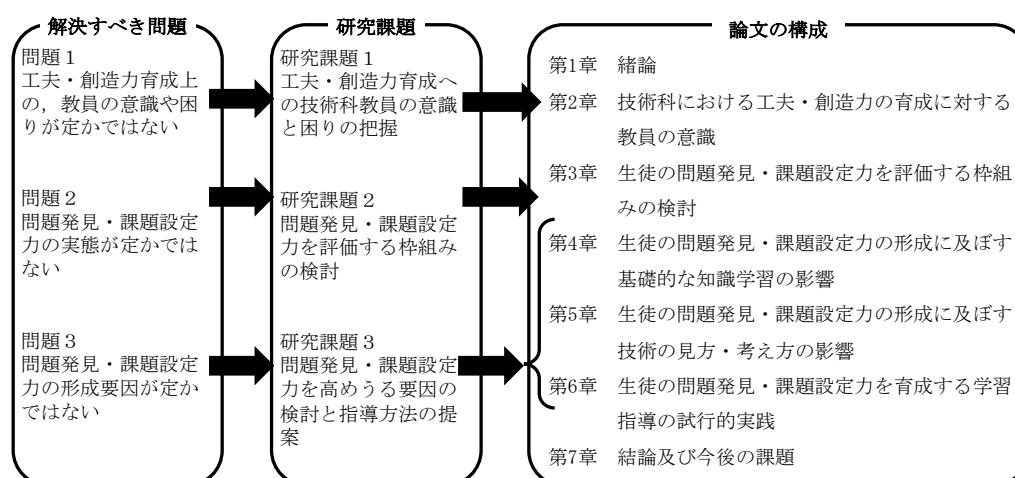 解決すべき問題
問題１
工夫・創造力育成上
の，教員の意識や困
りが定かではない
問題２
問題発見・課題設定
力の実態が定かでは
ない
問題３
問題発見・課題設定
力の形成要因が定か
ではない
研究課題
研究課題１
工夫・創造力育成へ
の技術科教員の意識
と困りの把握
研究課題２
問題発見・課題設定
力を評価する枠組み
の検討
研究課題３
問題発見・課題設定
力を高めうる要因の
検討と指導方法の提
案
論文の構成
第1章 緒論
第2章 技術科における工夫・創造力の育成に対する
教員の意識
第3章 生徒の問題発見・課題設定力を評価する枠組
みの検討
第4章 生徒の問題発見・課題設定力の形成に及ぼす
基礎的な知識学習の影響
第5章 生徒の問題発見・課題設定力の形成に及ぼす
技術の見方・考え方の影響
第6章 生徒の問題発見・課題設定力を育成する学習
指導の試行的実践
第7章 結論及び今後の課題